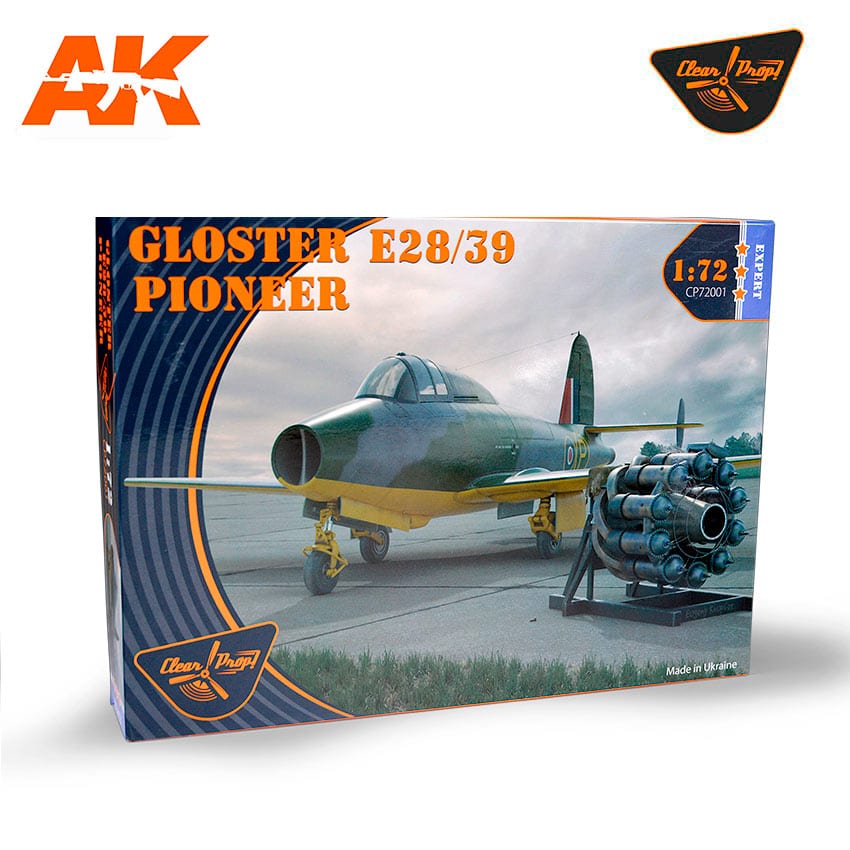 AK
Clear Prop!
GLOSTER E28/39
PIONEER
1:72
CP72001
EXPERT
Clear Prop!
Made in Ukraine